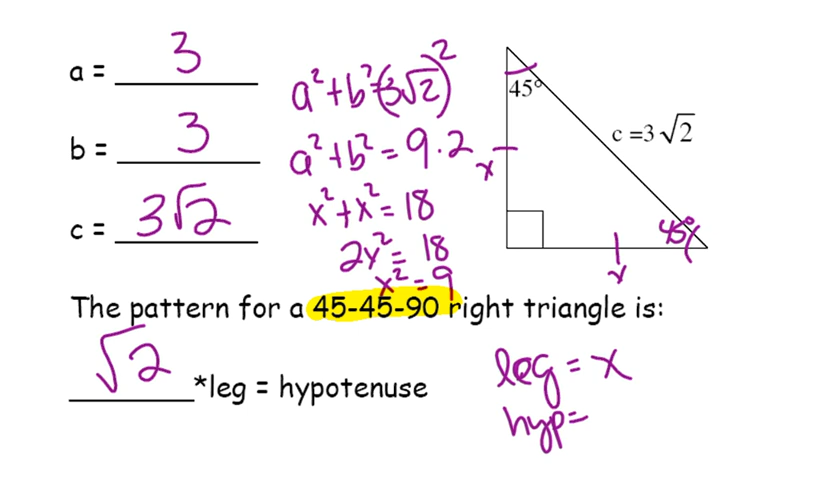 a = 3
b = 3
c = 3√2
a² + b² = (3√2)²
a² + b² = 9 · 2
x² + x² = 18
2x² = 18
x² = 9
45°
c = 3√2
x
45°
x
The pattern for a 45-45-90 right triangle is:
√2 *leg = hypotenuse
leg = x
hyp =